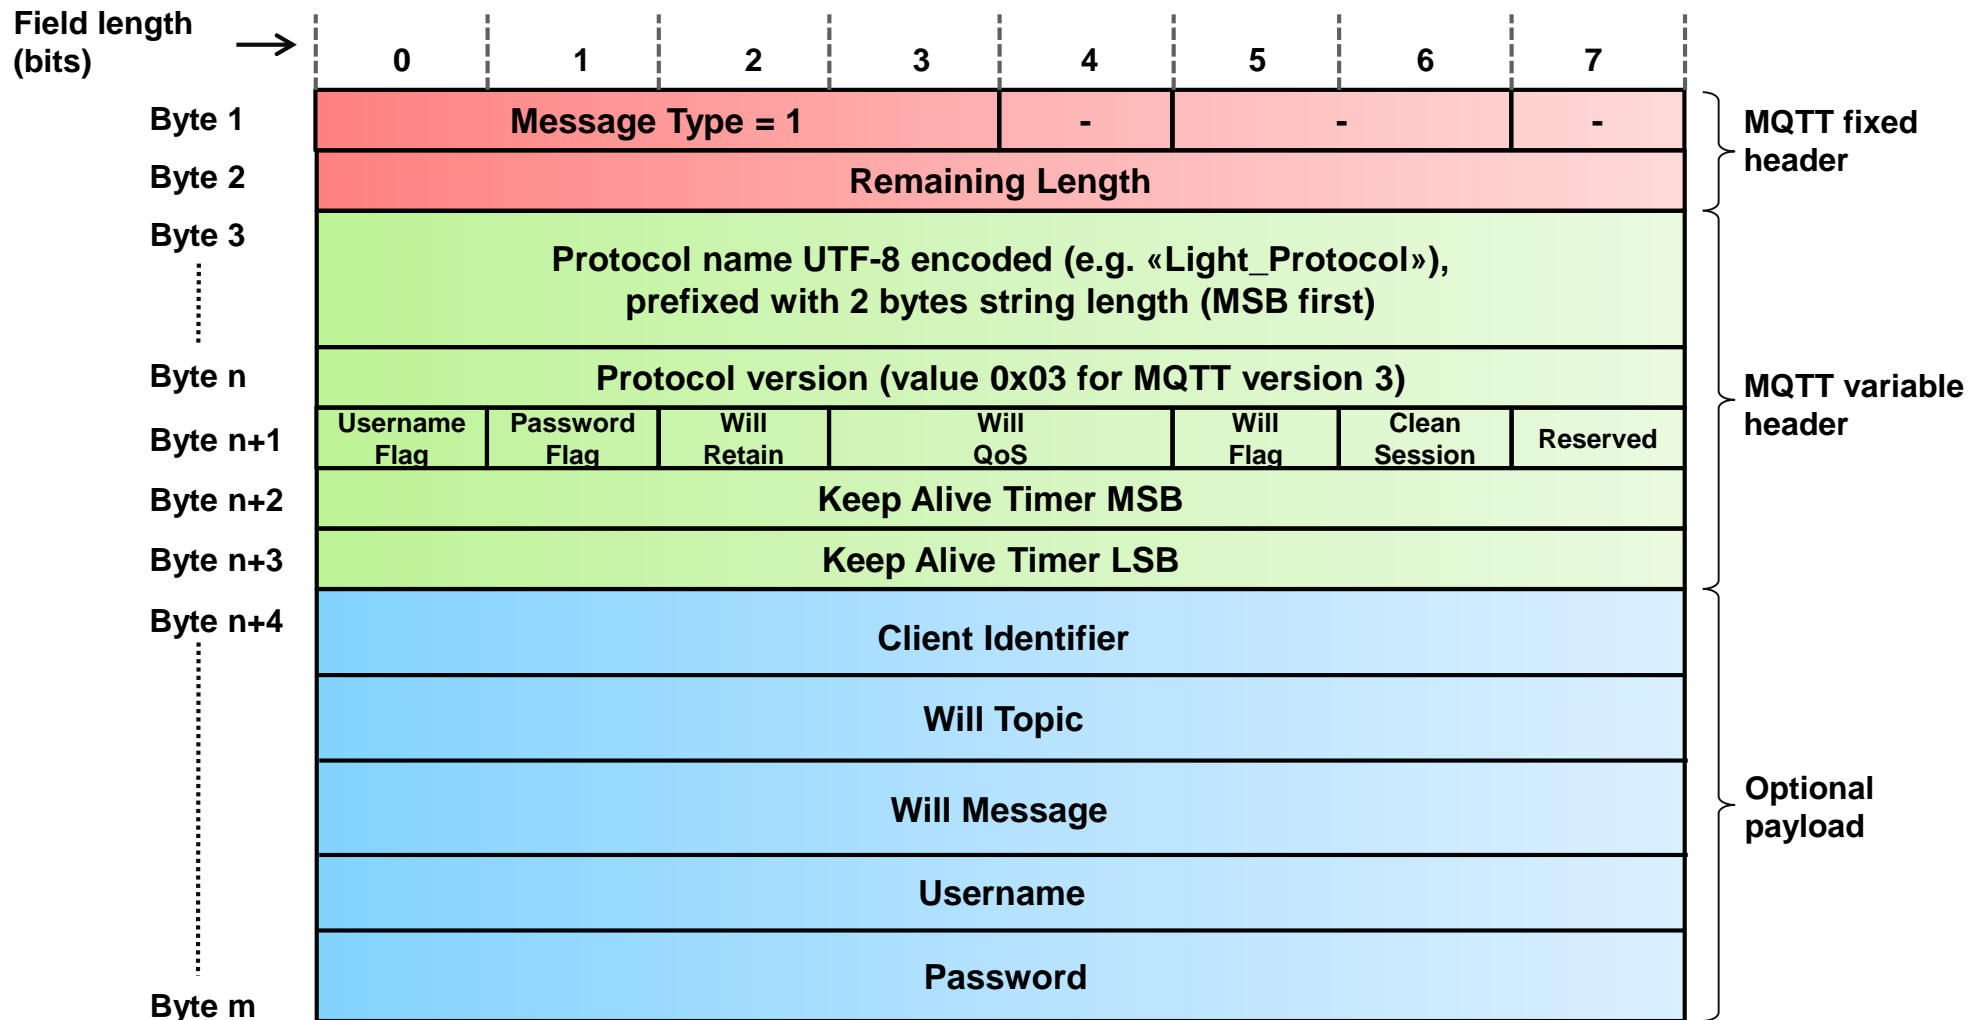 Field length
(bits)
0 1 2 3 4 5 6 7
Byte 1
Message Type = 1 - - -
MQTT fixed
header
Byte 2
Remaining Length
Byte 3
Protocol name UTF-8 encoded (e.g. «Light_Protocol»),
prefixed with 2 bytes string length (MSB first)
Byte n
Protocol version (value 0x03 for MQTT version 3)
MQTT variable
header
Byte n+1
Username
Flag
Password
Flag
Will
Retain
Will
QoS
Will
Flag
Clean
Session
Reserved
Byte n+2
Keep Alive Timer MSB
Byte n+3
Keep Alive Timer LSB
Byte n+4
Client Identifier
Will Topic
Will Message
Optional
payload
Username
Password
Byte m